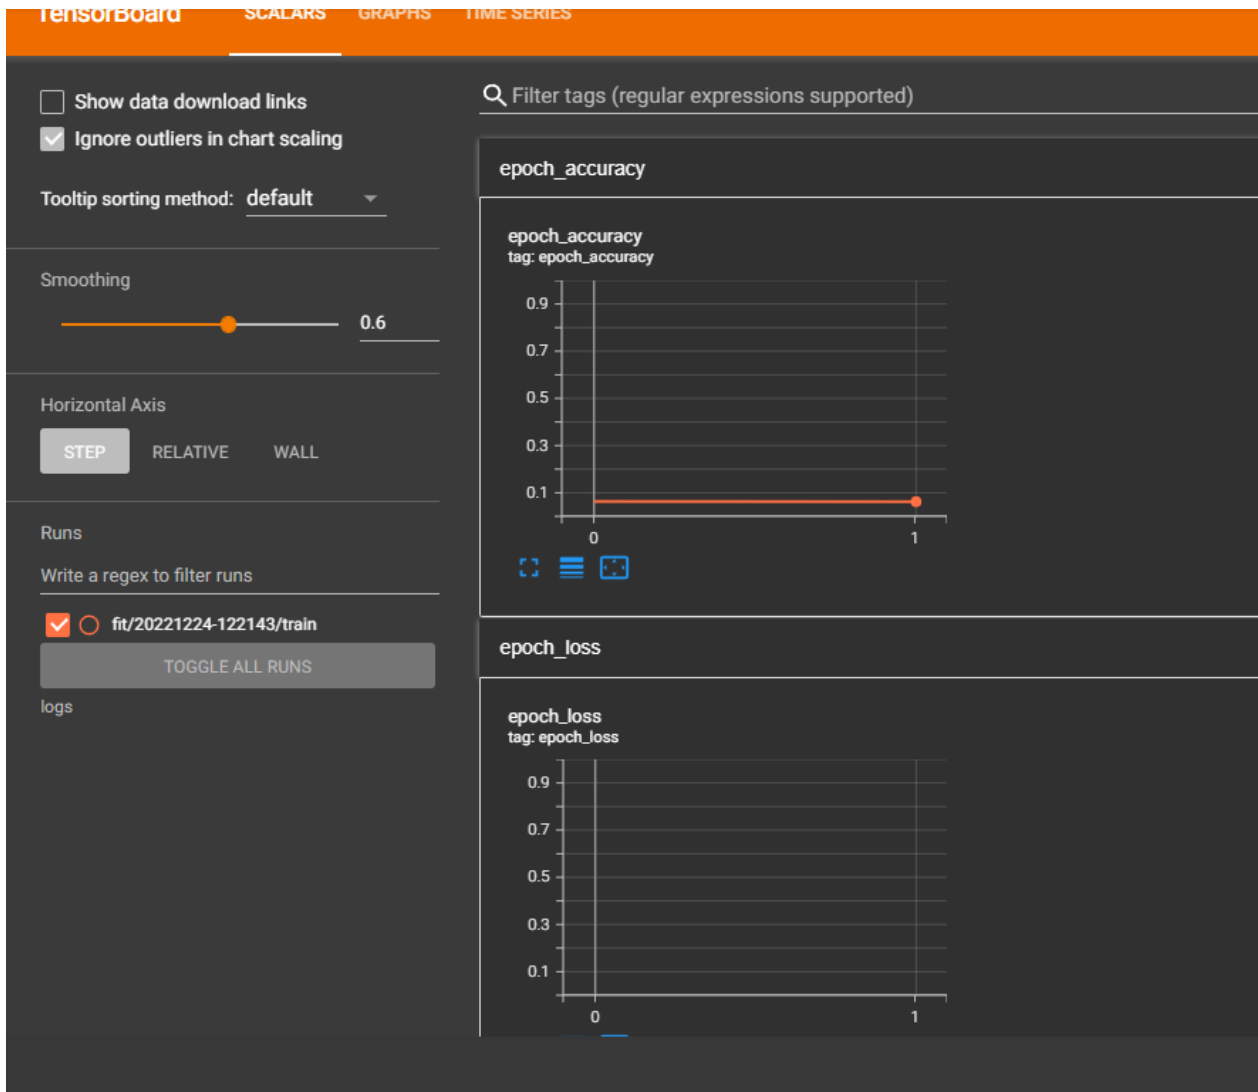 TensorBoard SCALARS GRAPHS TIME SERIES
Show data download links
Ignore outliers in chart scaling
Tooltip sorting method: default
Smoothing
0.6
Horizontal Axis
STEP RELATIVE WALL
Runs
Write a regex to filter runs
fit/20221224-122143/train
TOGGLE ALL RUNS
logs
Filter tags (regular expressions supported)
epoch_accuracy
epoch_accuracy
tag: epoch_accuracy
0.9
0.7
0.5
0.3
0.1
0 1
epoch_loss
epoch_loss
tag: epoch_loss
0.9
0.7
0.5
0.3
0.1
0 1